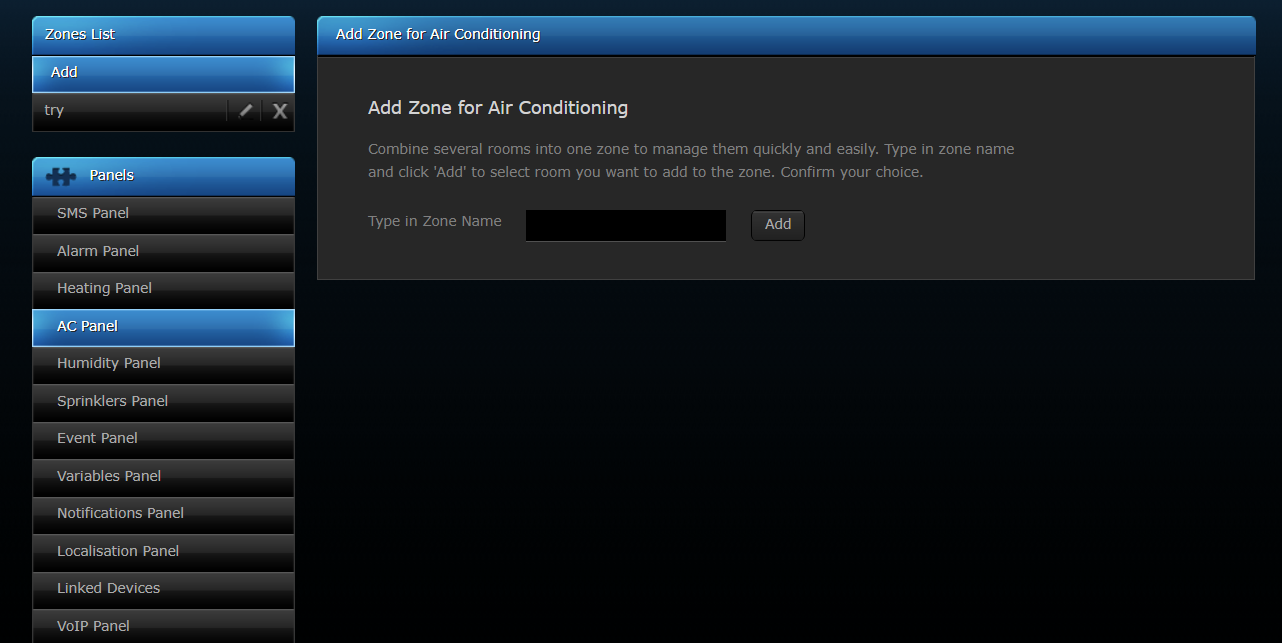 Zones List
Add
try
X
Panels
SMS Panel
Alarm Panel
Heating Panel
AC Panel
Humidity Panel
Sprinklers Panel
Event Panel
Variables Panel
Notifications Panel
Localisation Panel
Linked Devices
VoIP Panel
Add Zone for Air Conditioning
Add Zone for Air Conditioning
Combine several rooms into one zone to manage them quickly and easily. Type in zone name
and click 'Add' to select room you want to add to the zone. Confirm your choice.
Type in Zone Name
Add